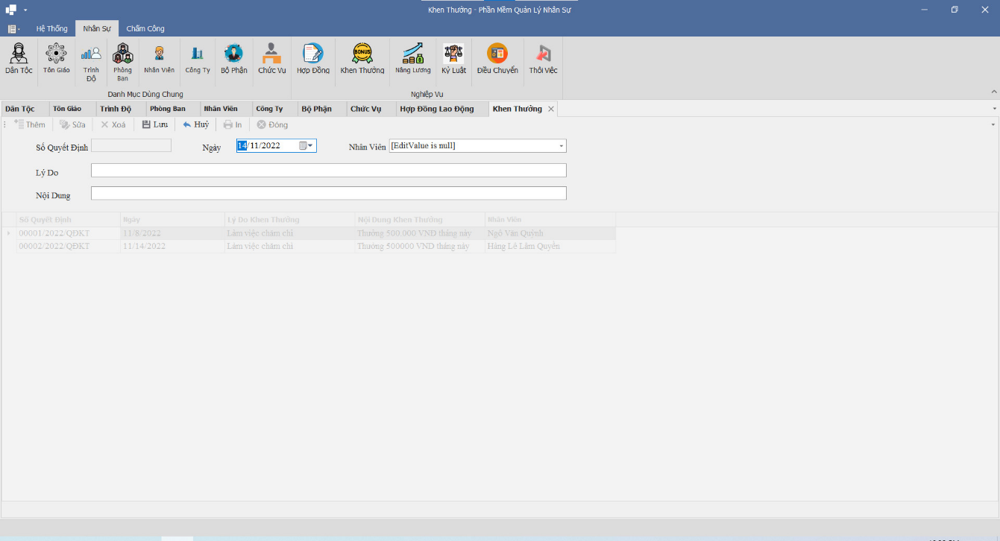 Khen Thưởng - Phần Mềm Quản Lý Nhân Sự
Hệ Thống Nhân Sự Chấm Công
Dân Tộc Tôn Giáo Trình Độ Phòng Ban Nhân Viên Công Ty Bộ Phận Chức Vụ Hợp Đồng BONUS Khen Thưởng Nâng Lương Kỷ Luật Điều Chuyển Thôi Việc
Danh Mục Dùng Chung Nghiệp Vụ
Dân Tộc Tôn Giáo Trình Độ Phòng Ban Nhân Viên Công Ty Bộ Phận Chức Vụ Hợp Đồng Lao Động Khen Thưởng
Thêm Sửa Xoá Lưu Huỷ In Đóng
Số Quyết Định Ngày 14/11/2022 Nhân Viên [EditValue is null]
Lý Do
Nội Dung
Số Quyết Định Ngày Lý Do Khen Thưởng Nội Dung Khen Thưởng Nhân Viên
00001/2022/QĐKT 11/8/2022 Làm việc chăm chỉ Thưởng 500.000 VNĐ tháng này Ngô Văn Quỳnh
00002/2022/QĐKT 11/14/2022 Làm việc chăm chỉ Thưởng 500000 VND tháng này Hàng Lê Lâm Quyền